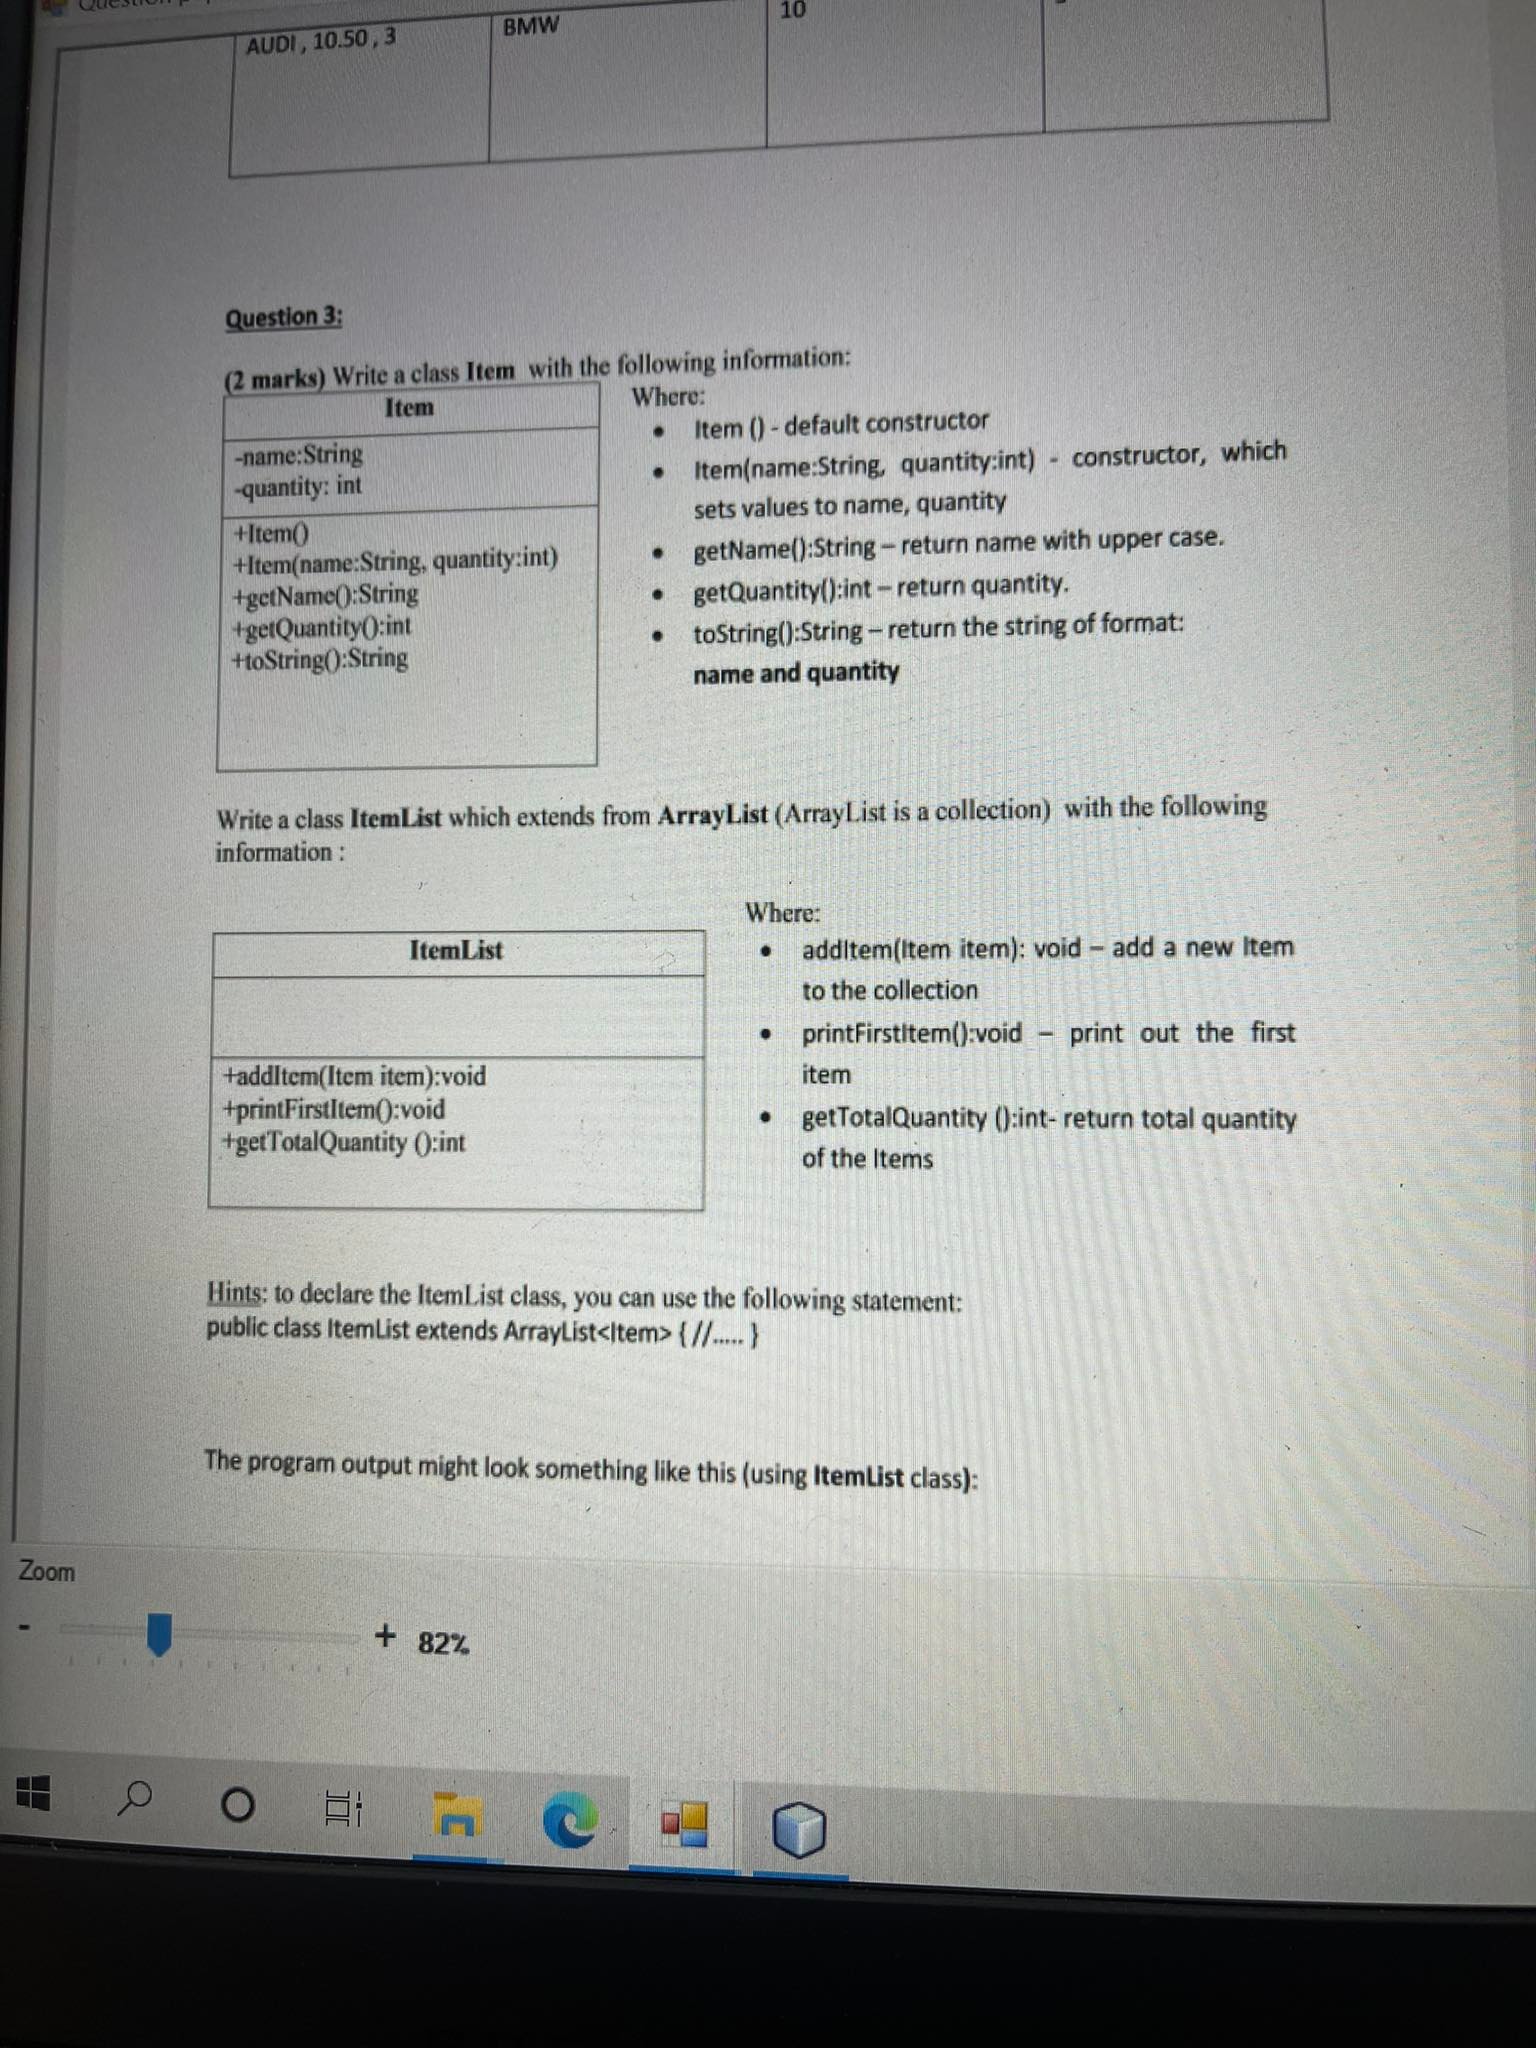 AUDI , 10.50 , 3
BMW
10
Question 3:
(2 marks) Write a class Item with the following information:
Item
-name:String
-quantity: int
+Item()
+Item(name:String, quantity:int)
+getName():String
+getQuantity():int
+toString():String
Where:
• Item () - default constructor
• Item(name:String, quantity:int) - constructor, which
sets values to name, quantity
• getName():String – return name with upper case.
• getQuantity():int – return quantity.
• toString():String – return the string of format:
name and quantity
Write a class ItemList which extends from ArrayList (ArrayList is a collection) with the following
information :
ItemList
+addItem(Item item):void
+printFirstItem():void
+getTotalQuantity ():int
Where:
• addItem(Item item): void – add a new Item
to the collection
• printFirstItem():void – print out the first
item
• getTotalQuantity ():int- return total quantity
of the Items
Hints: to declare the ItemList class, you can use the following statement:
public class ItemList extends ArrayList<Item> { //..... }
The program output might look something like this (using ItemList class):
Zoom
- + 82%